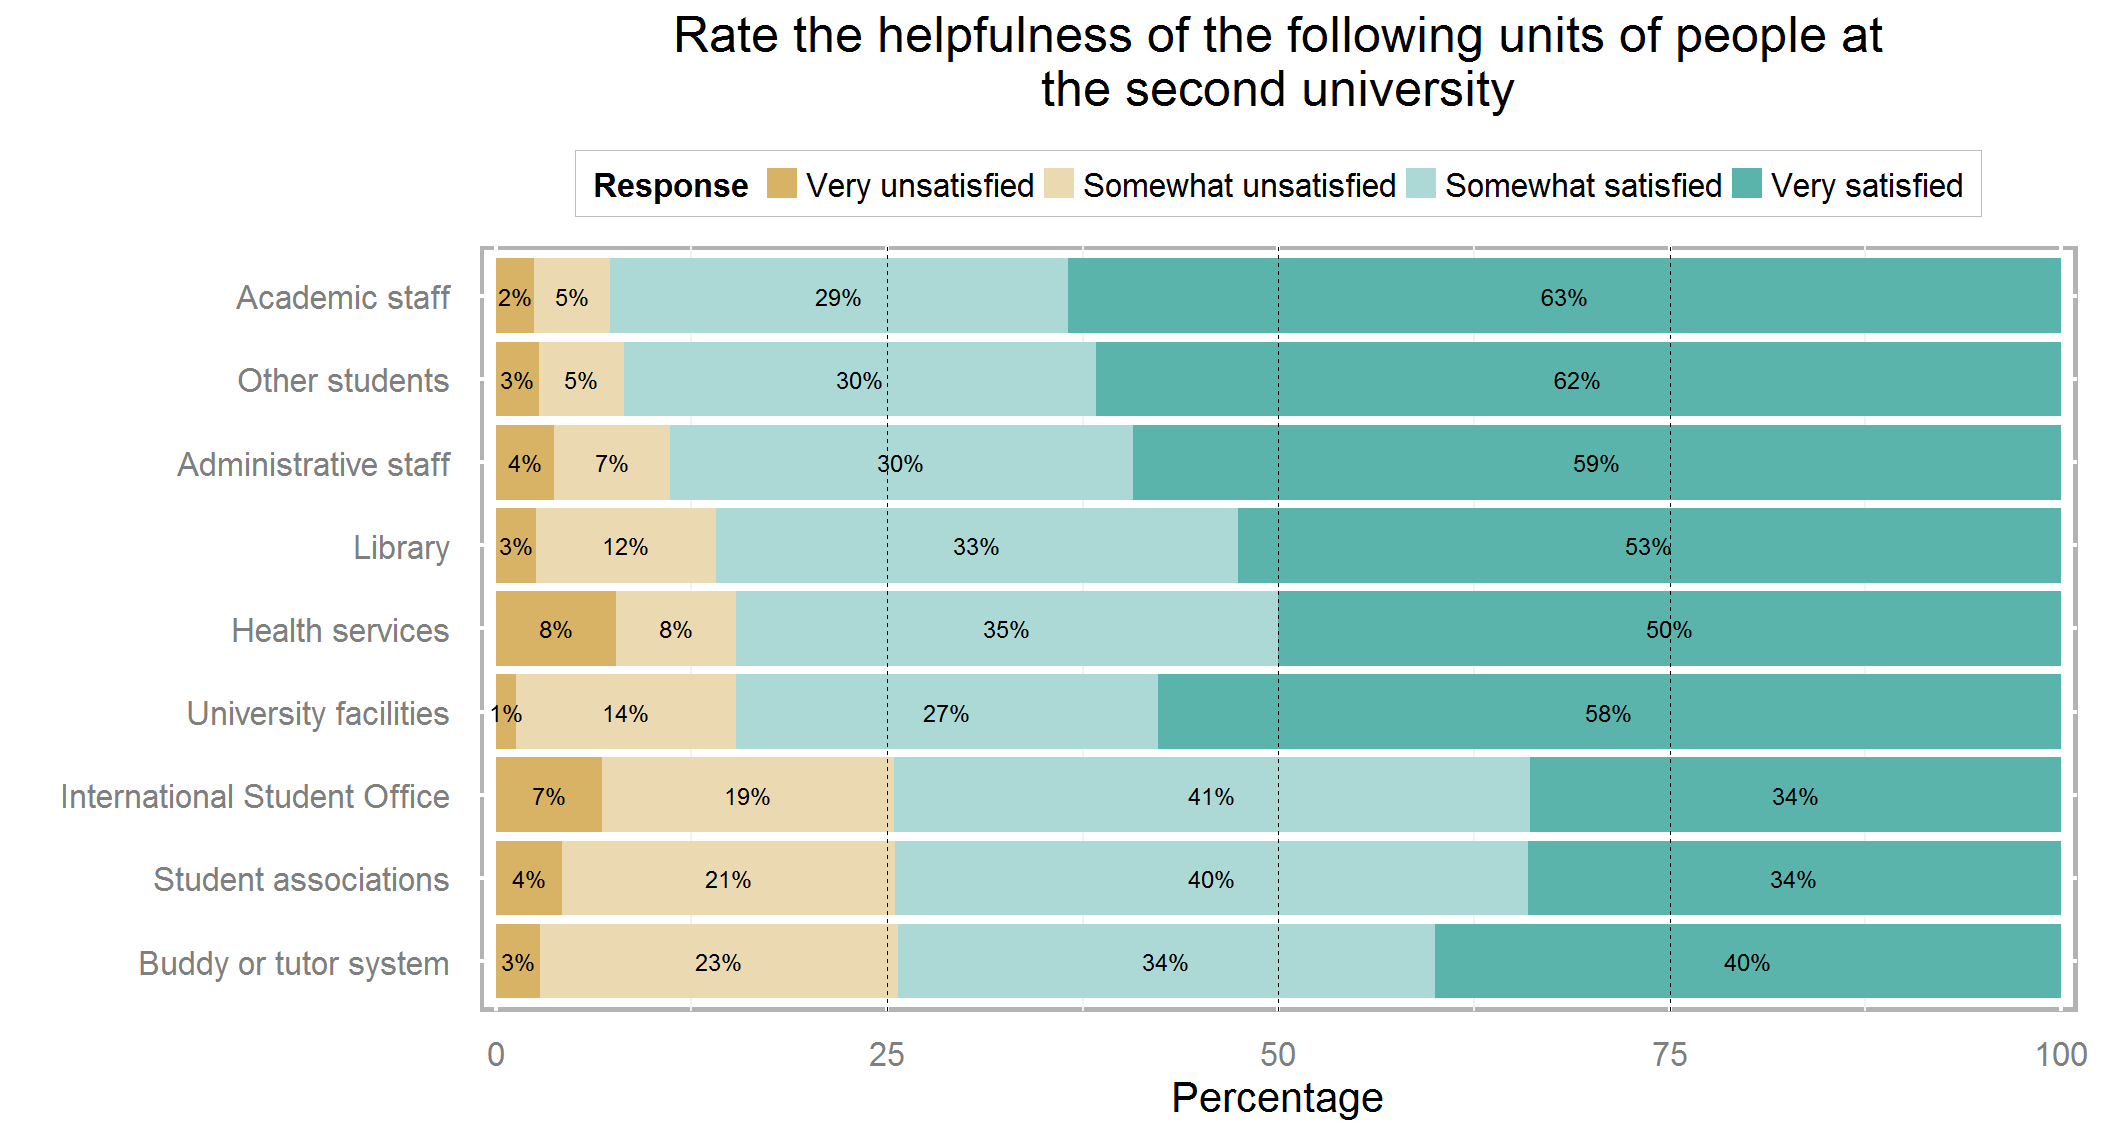 Rate the helpfulness of the following units of people at
the second university
Response Very unsatisfied Somewhat unsatisfied Somewhat satisfied Very satisfied
Academic staff 2% 5% 29% 63%
Other students 3% 5% 30% 62%
Administrative staff 4% 7% 30% 59%
Library 3% 12% 33% 53%
Health services 8% 8% 35% 50%
University facilities 1% 14% 27% 58%
International Student Office 7% 19% 41% 34%
Student associations 4% 21% 40% 34%
Buddy or tutor system 3% 23% 34% 40%
0 25 50 75 100
Percentage